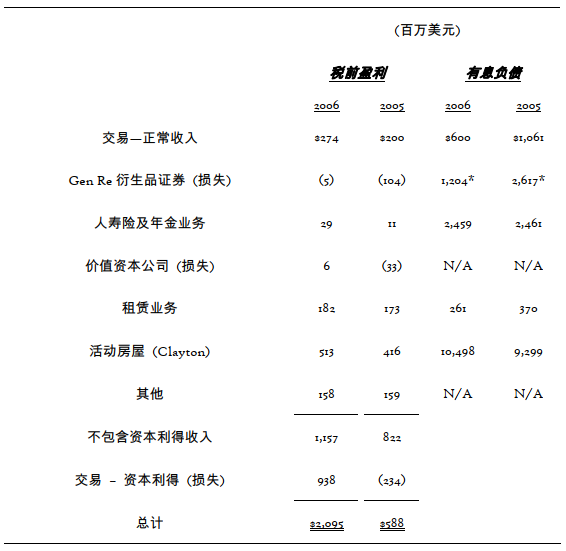 (百万美元)
税前盈利 有息负债
2006 2005 2006 2005
交易—正常收入 $274 $200 $600 $1,061
Gen Re 衍生品证券 (损失) (5) (104) 1,204* 2,617*
人寿险及年金业务 29 11 2,459 2,461
价值资本公司 (损失) 6 (33) N/A N/A
租赁业务 182 173 261 370
活动房屋 (Clayton) 513 416 10,498 9,299
其他 158 159 N/A N/A
不包含资本利得收入 1,157 822
交易 – 资本利得 (损失) 938 (234)
总计 $2,095 $588